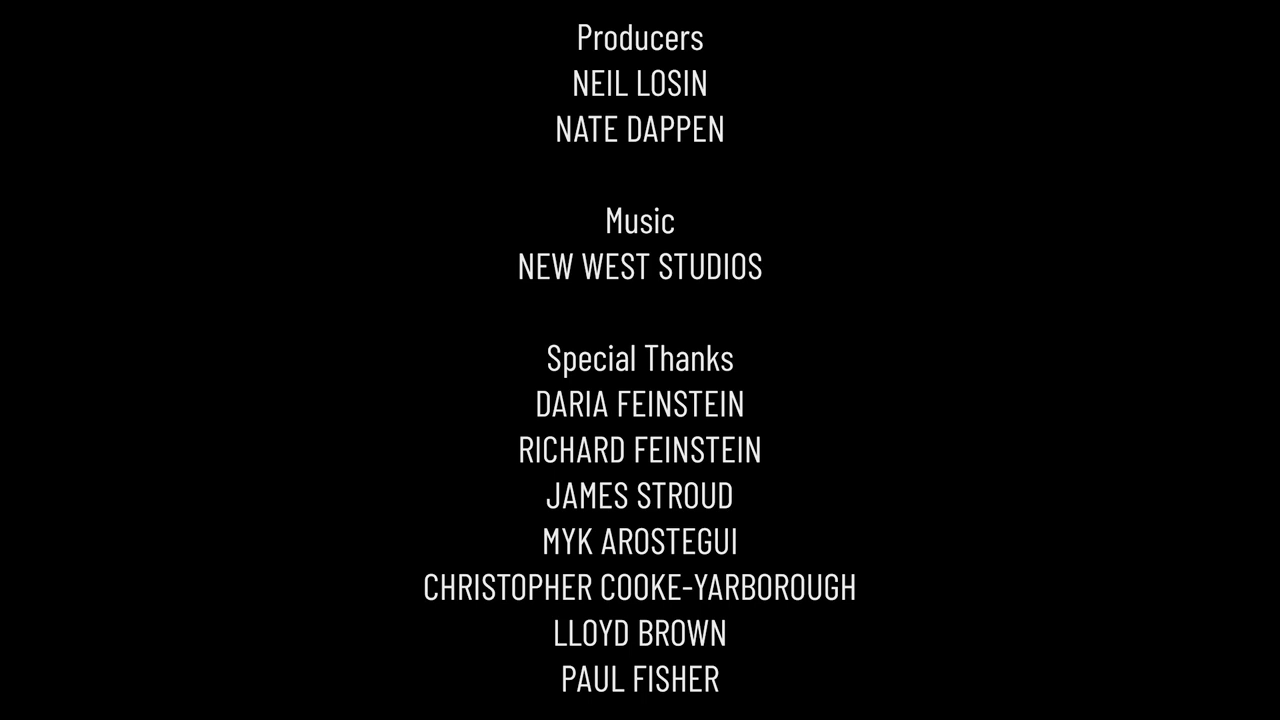 Producers
NEIL LOSIN
NATE DAPPEN
Music
NEW WEST STUDIOS
Special Thanks
DARIA FEINSTEIN
RICHARD FEINSTEIN
JAMES STROUD
MYK AROSTEGUI
CHRISTOPHER COOKE-YARBOROUGH
LLOYD BROWN
PAUL FISHER